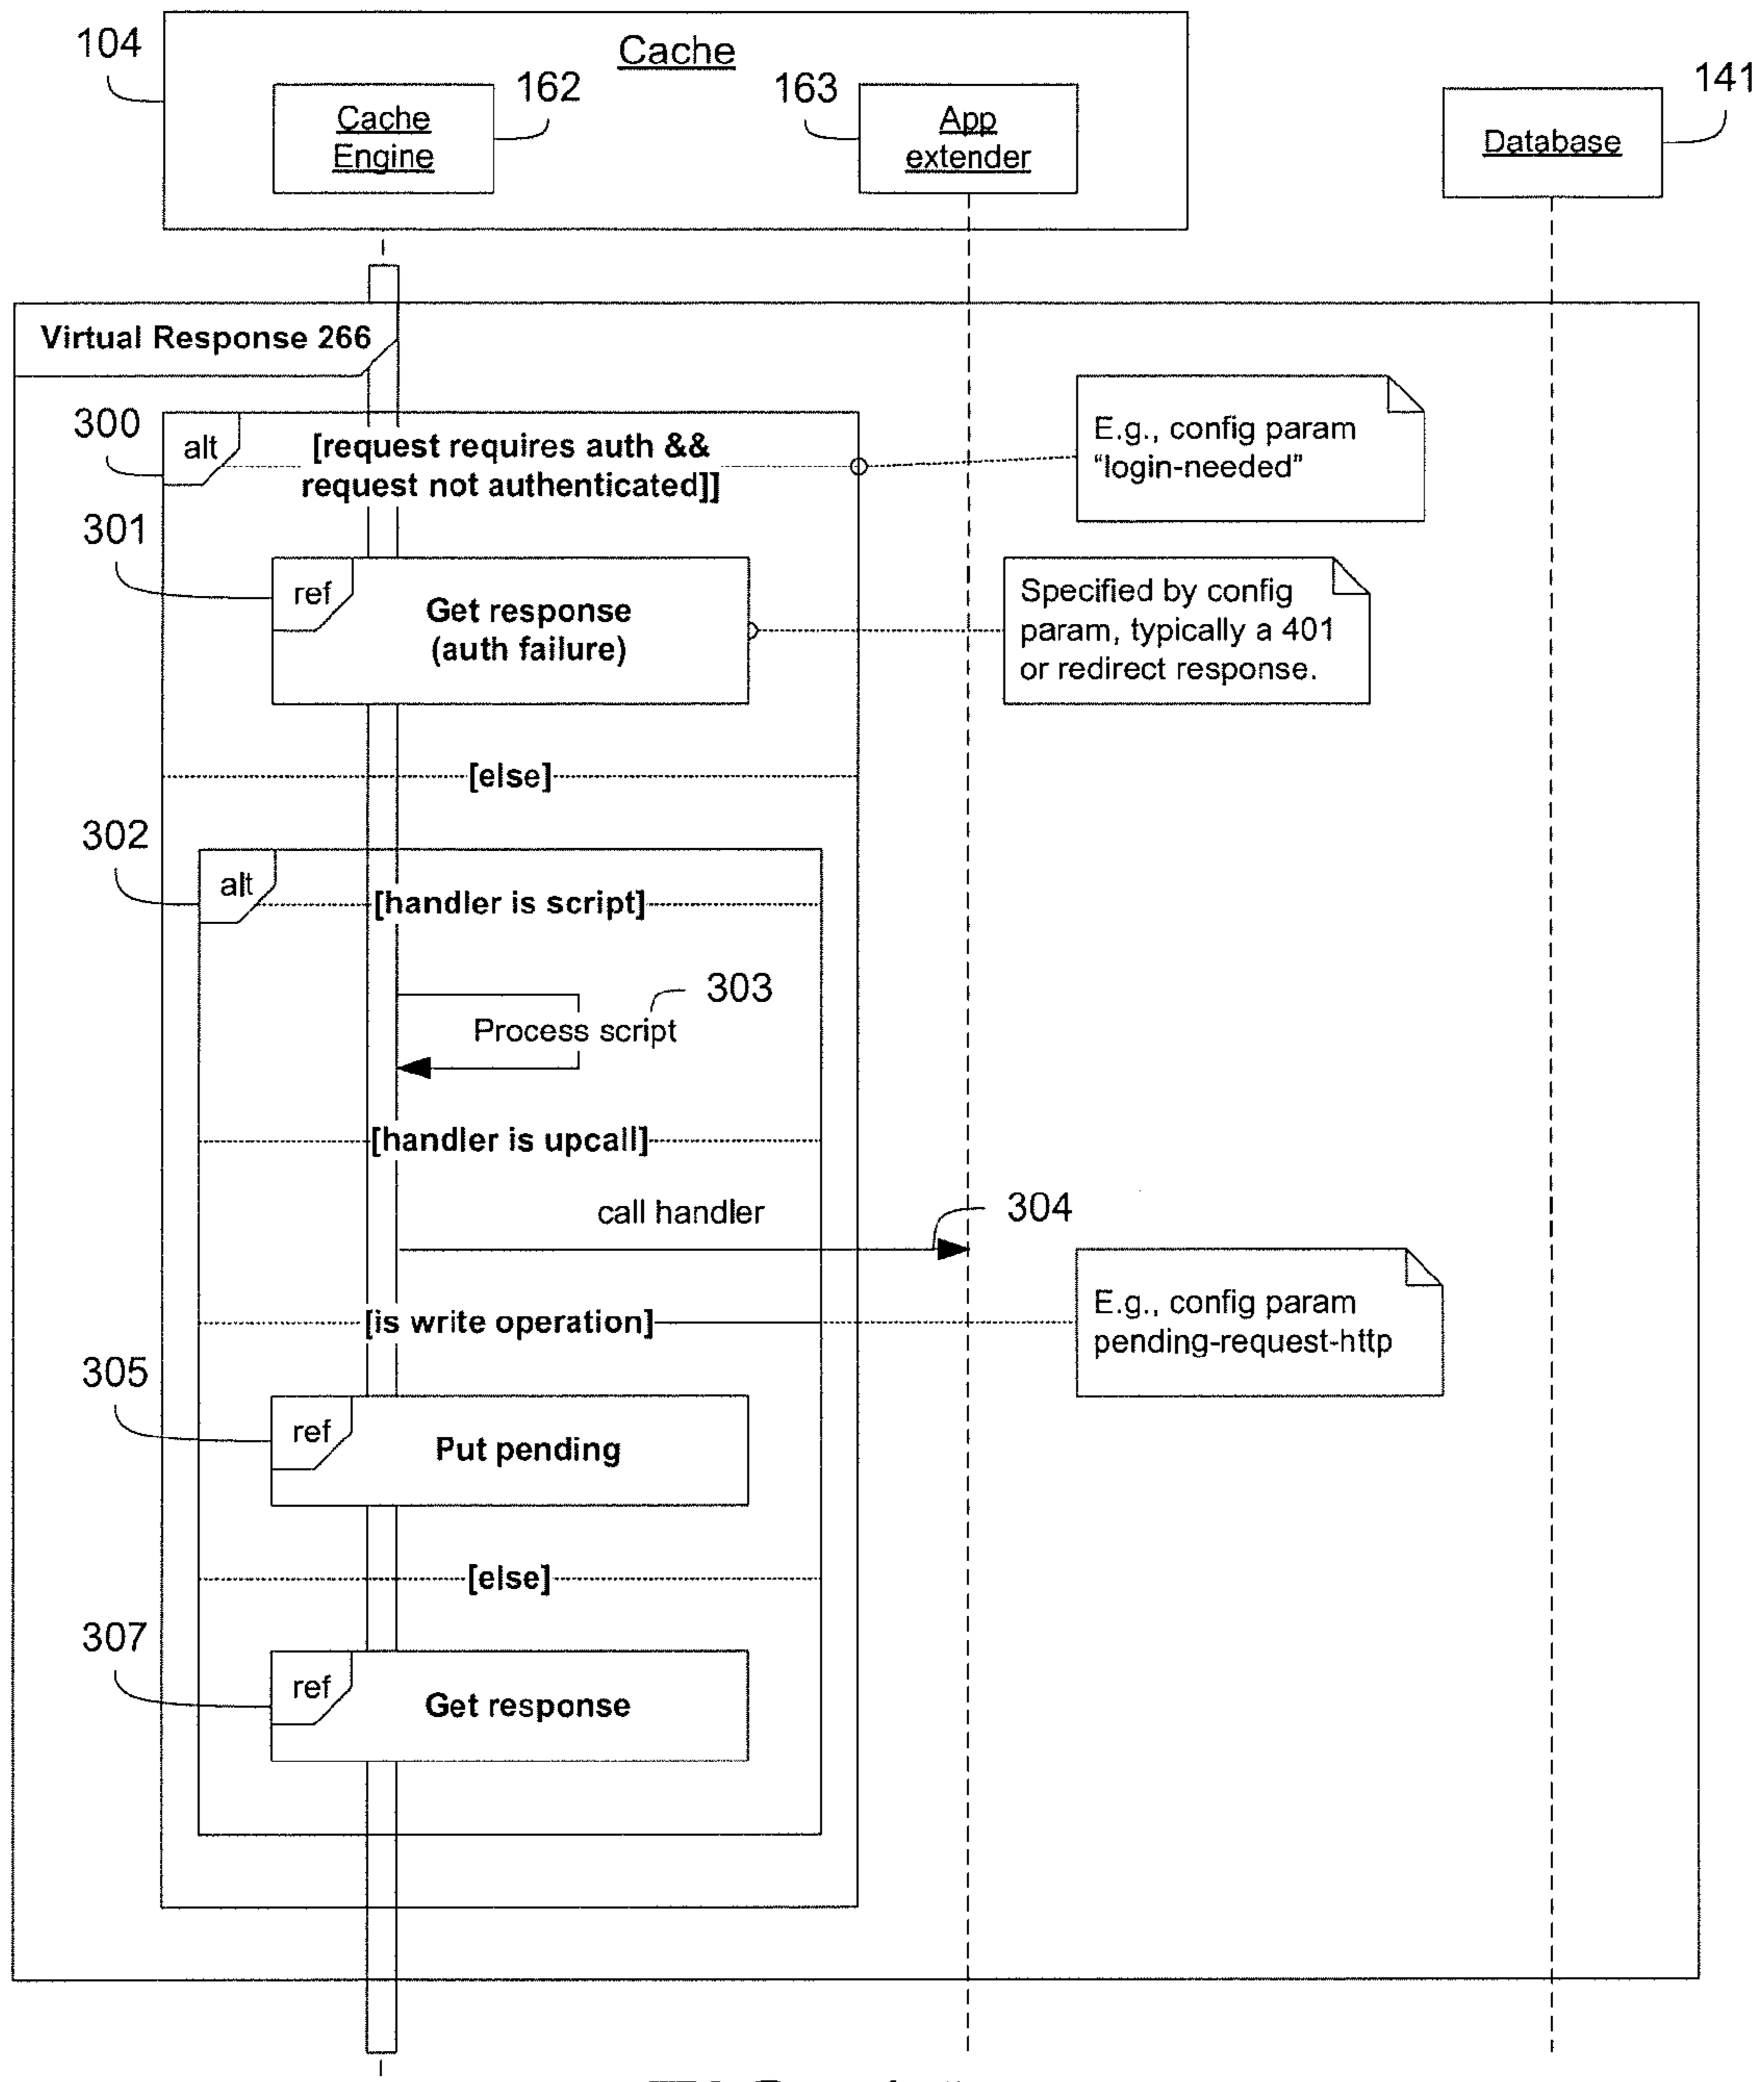 104
Cache
162
163
141
Cache
Engine
App
extender
Database
Virtual Response 266
300
alt
[request requires auth &&
request not authenticated]]
E.g., config param
“login-needed”
301
ref
Get response
(auth failure)
Specified by config
param, typically a 401
or redirect response.
[else]
302
alt
[handler is script]
303
Process script
[handler is upcall]
call handler
304
[is write operation]
E.g., config param
pending-request-http
305
ref
Put pending
[else]
307
ref
Get response